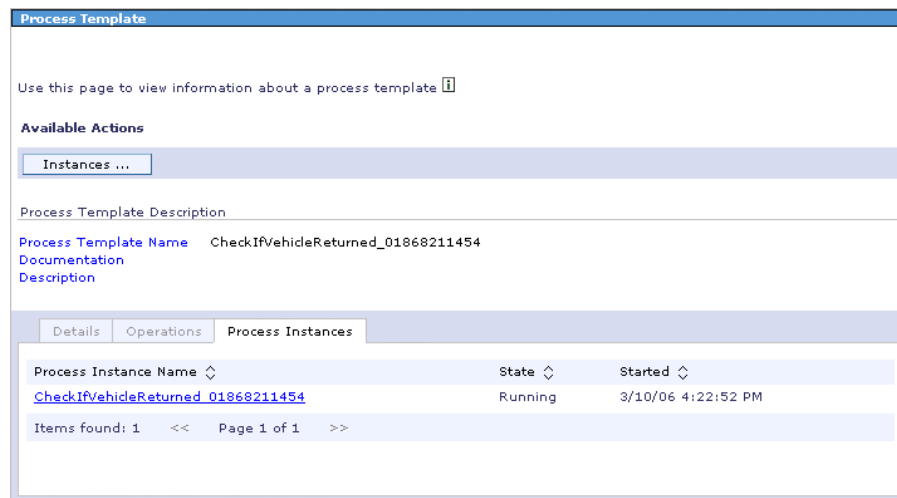 Process Template
Use this page to view information about a process template i
Available Actions
Instances ...
Process Template Description
Process Template Name CheckIfVehicleReturned_01868211454
Documentation
Description
Details Operations Process Instances
Process Instance Name State Started
CheckIfVehicleReturned_01868211454 Running 3/10/06 4:22:52 PM
Items found: 1 << Page 1 of 1 >>